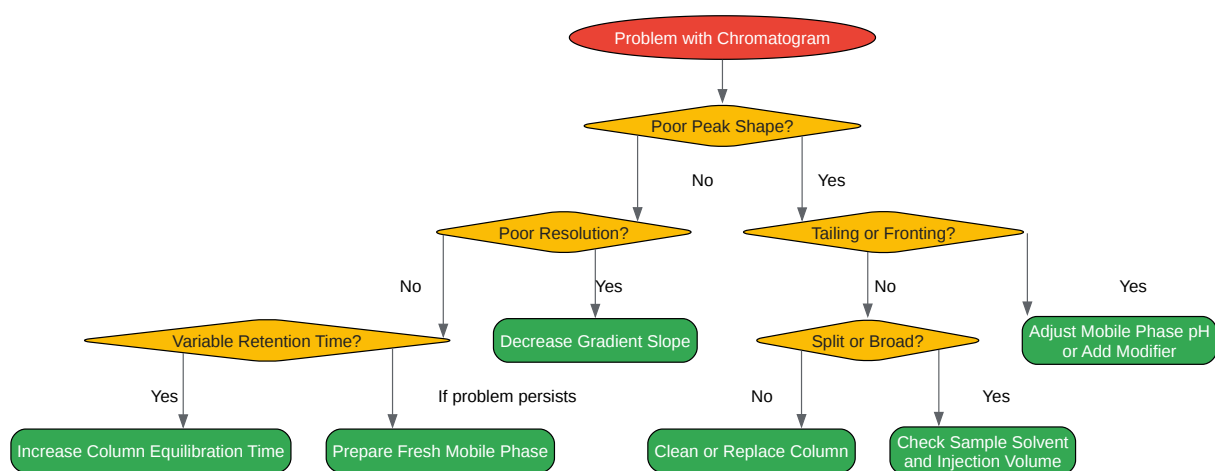 Problem with Chromatogram
Poor Peak Shape?
No
Yes
Poor Resolution?
Tailing or Fronting?
No
Yes
No
Yes
Variable Retention Time?
Decrease Gradient Slope
Split or Broad?
Adjust Mobile Phase pH
or Add Modifier
Yes
If problem persists
No
Yes
Increase Column Equilibration Time
Prepare Fresh Mobile Phase
Clean or Replace Column
Check Sample Solvent
and Injection Volume